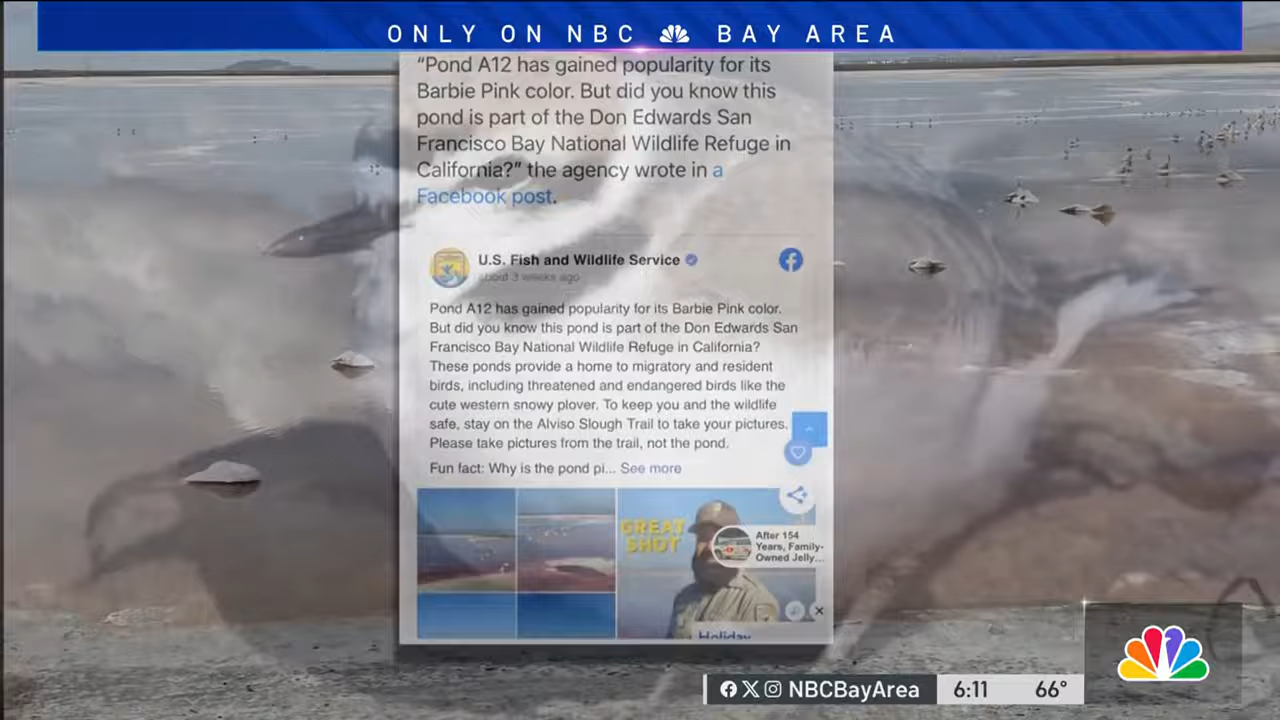 ONLY ON NBC BAY AREA
“Pond A12 has gained popularity for its
Barbie Pink color. But did you know this
pond is part of the Don Edwards San
Francisco Bay National Wildlife Refuge in
California?” the agency wrote in a
Facebook post.
U.S. Fish and Wildlife Service
about 3 weeks ago
Pond A12 has gained popularity for its Barbie Pink color.
But did you know this pond is part of the Don Edwards San
Francisco Bay National Wildlife Refuge in California?
These ponds provide a home to migratory and resident
birds, including threatened and endangered birds like the
cute western snowy plover. To keep you and the wildlife
safe, stay on the Alviso Slough Trail to take your pictures.
Please take pictures from the trail, not the pond.
Fun fact: Why is the pond pi... See more
GREAT
SHOT
After 154
Years, Family-
Owned Jelly...
Holiday
NBCBayArea
6:11 66°